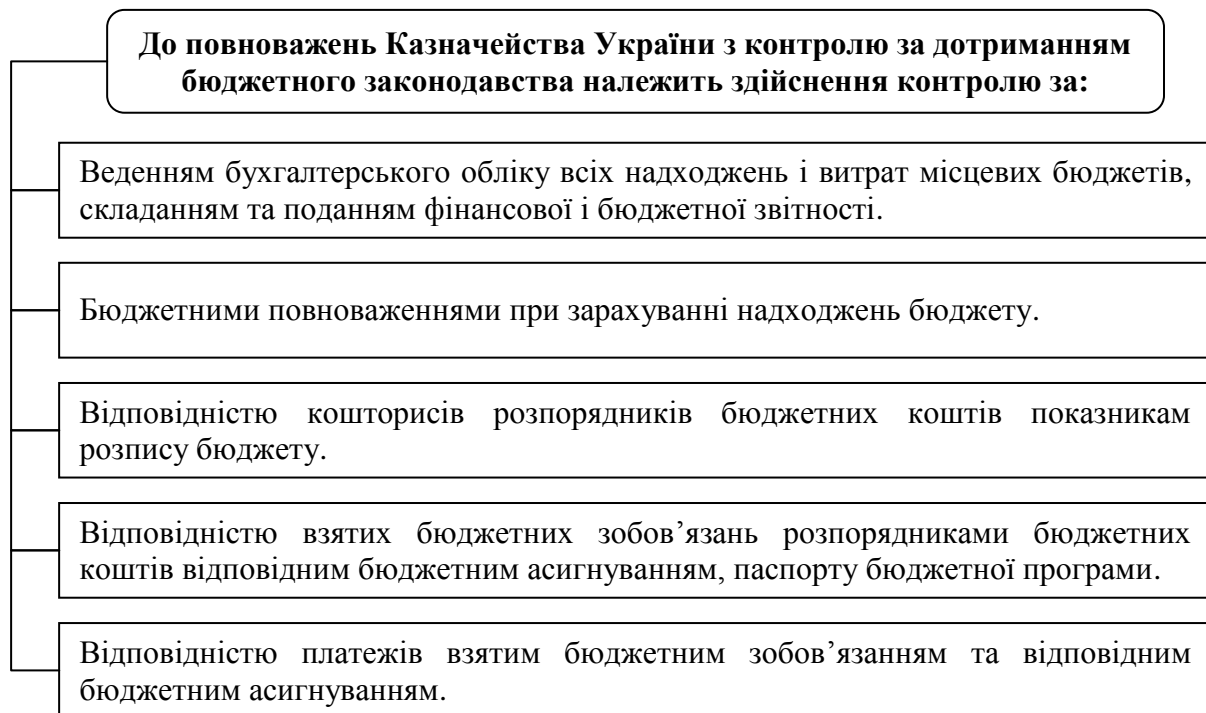 До повноважень Казначейства України з контролю за дотриманням
бюджетного законодавства належить здійснення контролю за:
Веденням бухгалтерського обліку всіх надходжень і витрат місцевих бюджетів,
складанням та поданням фінансової і бюджетної звітності.
Бюджетними повноваженнями при зарахуванні надходжень бюджету.
Відповідністю кошторисів розпорядників бюджетних коштів показникам
розпису бюджету.
Відповідністю взятих бюджетних зобов’язань розпорядниками бюджетних
коштів відповідним бюджетним асигнуванням, паспорту бюджетної програми.
Відповідністю платежів взятим бюджетним зобов’язанням та відповідним
бюджетним асигнуванням.